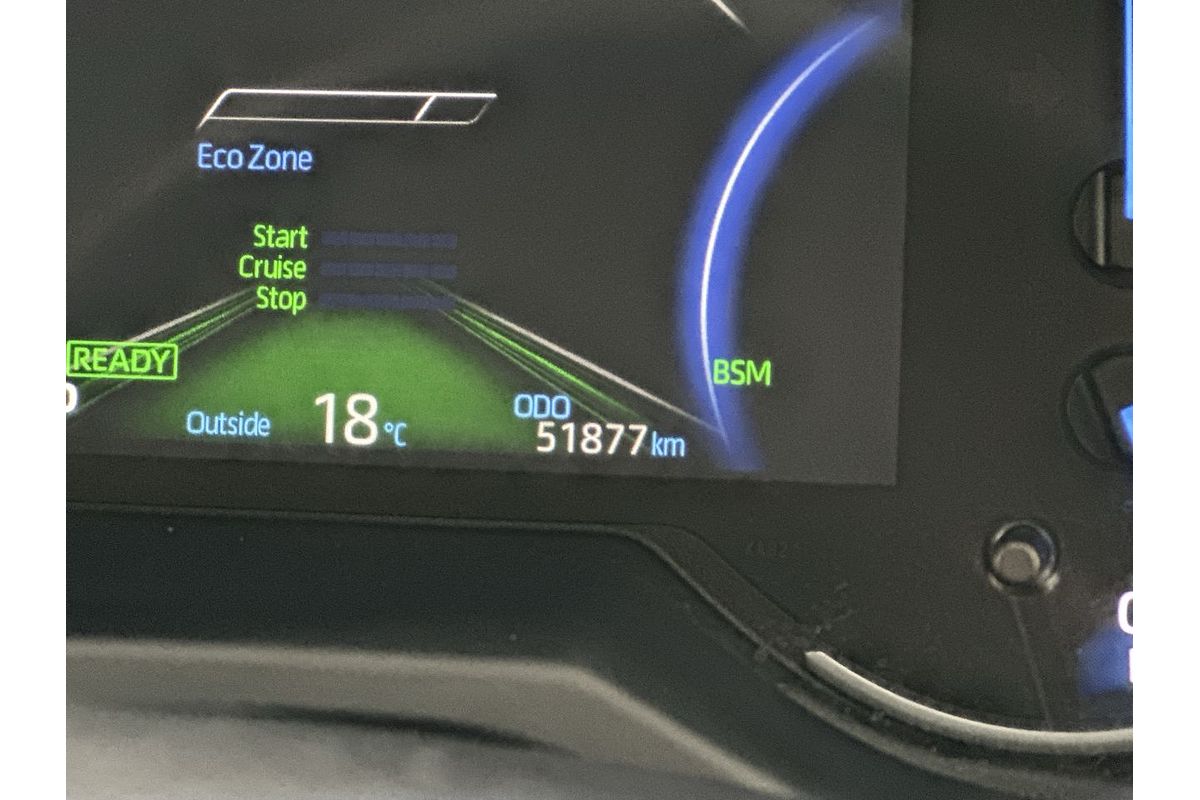 Eco Zone
Start
Cruise
Stop
READY
BSM
Outside 18 °C
ODO
51877 km